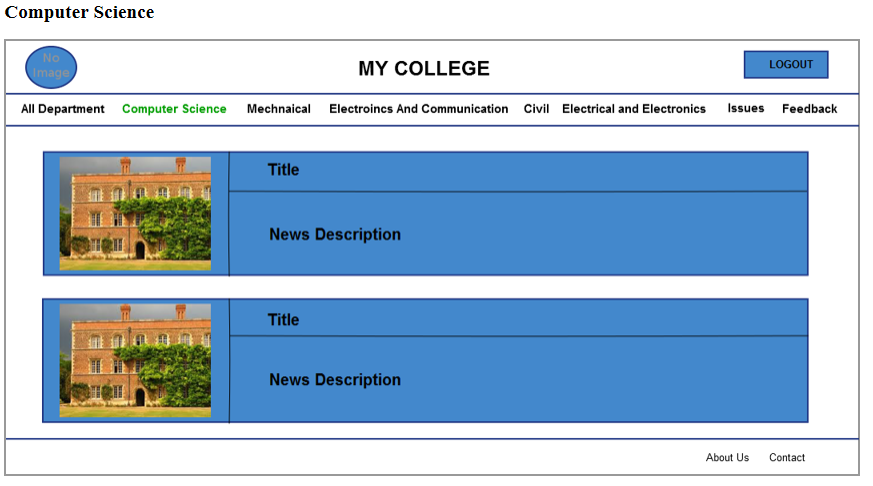 Computer Science
No
Image
MY COLLEGE
LOGOUT
All Department Computer Science Mechnaical Electroincs And Communication Civil Electrical and Electronics Issues Feedback
Title
News Description
Title
News Description
About Us Contact